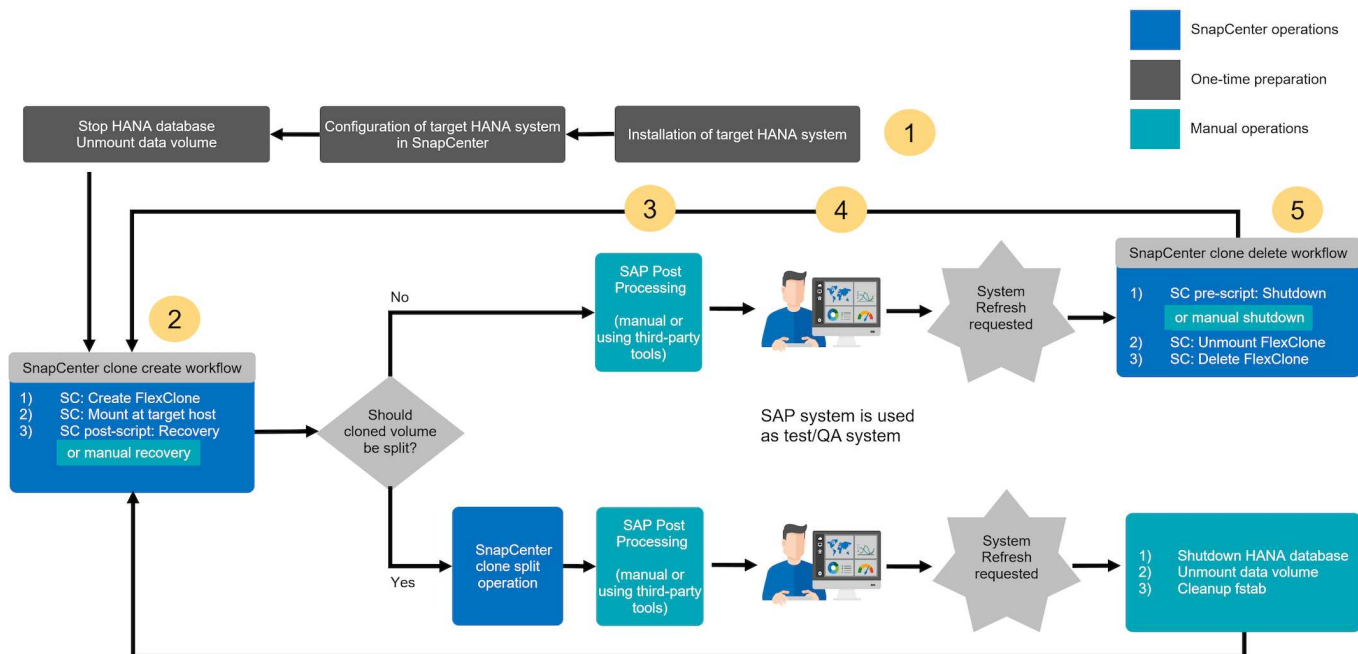 SnapCenter operations
One-time preparation
Manual operations
Stop HANA database
Unmount data volume
Configuration of target HANA system
in SnapCenter
Installation of target HANA system
1
3
4
5
2
SnapCenter clone create workflow
1) SC: Create FlexClone
2) SC: Mount at target host
3) SC post-script: Recovery
or manual recovery
Should
cloned volume
be split?
No
SAP Post
Processing
(manual or
using third-party
tools)
System
Refresh
requested
SnapCenter clone delete workflow
1) SC pre-script: Shutdown
or manual shutdown
2) SC: Unmount FlexClone
3) SC: Delete FlexClone
SAP system is used
as test/QA system
Yes
SnapCenter
clone split
operation
SAP Post
Processing
(manual or
using third-party
tools)
System
Refresh
requested
1) Shutdown HANA database
2) Unmount data volume
3) Cleanup fstab